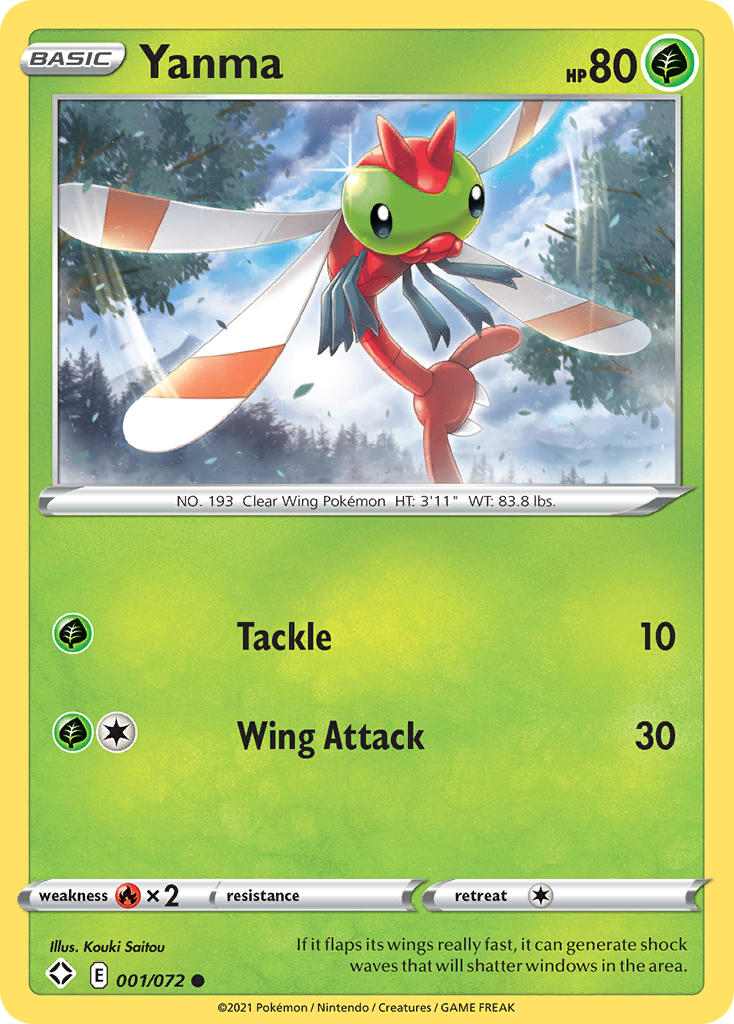 BASIC Yanma HP80
NO. 193 Clear Wing Pokémon HT: 3'11" WT: 83.8 lbs.
Tackle 10
Wing Attack 30
weakness ×2 resistance retreat
Illus. Kouki Saitou
If it flaps its wings really fast, it can generate shock
waves that will shatter windows in the area.
E 001/072
©2021 Pokémon / Nintendo / Creatures / GAME FREAK